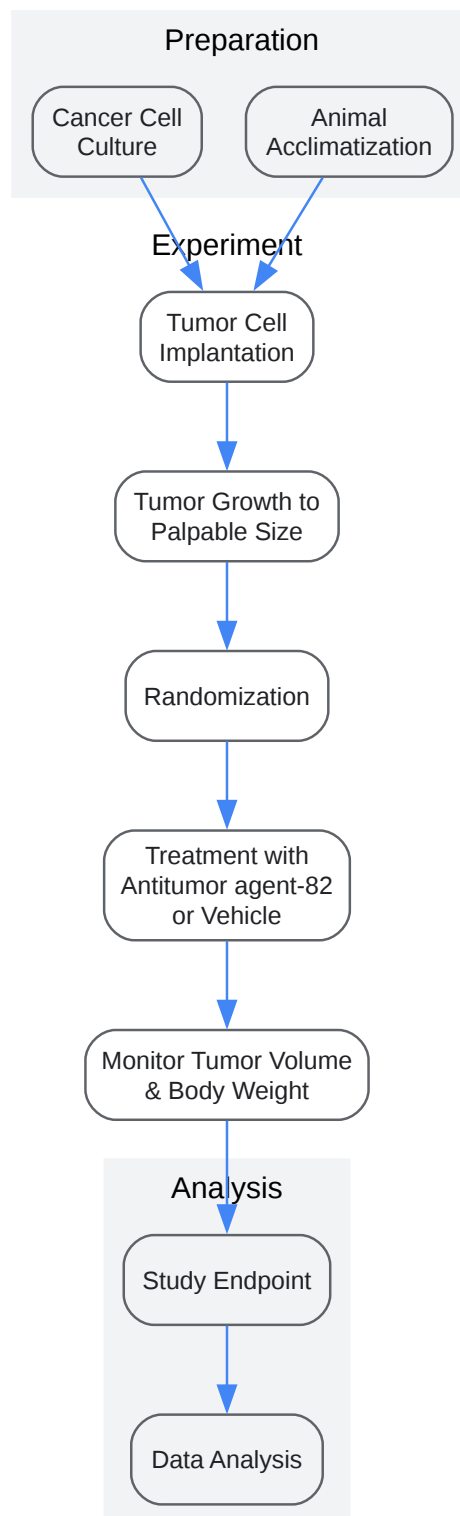 Preparation
Cancer Cell
Culture
Animal
Acclimatization
Experiment
Tumor Cell
Implantation
Tumor Growth to
Palpable Size
Randomization
Treatment with
Antitumor agent-82
or Vehicle
Monitor Tumor Volume
& Body Weight
Analysis
Study Endpoint
Data Analysis